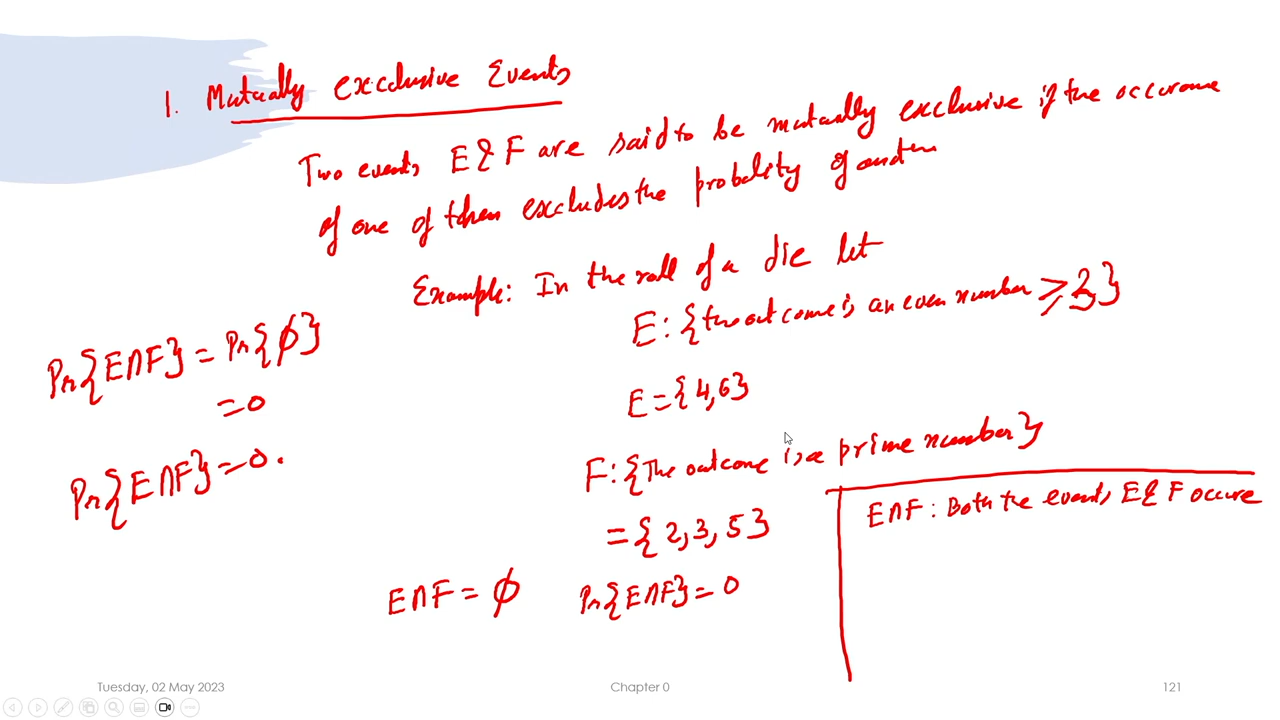 1. Mutually exclusive Events
Two events E & F are said to be mutually exclusive if the occurance
of one of them excludes the probelity of another
Example: In the roll of a die let
E: {the outcome is an even number ≥ 3}
E = {4, 6}
F: {The outcome is a prime number}
= {2, 3, 5}
E∩F = ϕ Pr{E∩F} = 0
Pr{E∩F} = Pr{ϕ}
= 0
Pr{E∩F} = 0.
E∩F : Both the events E & F occure
Tuesday, 02 May 2023
Chapter 0
121